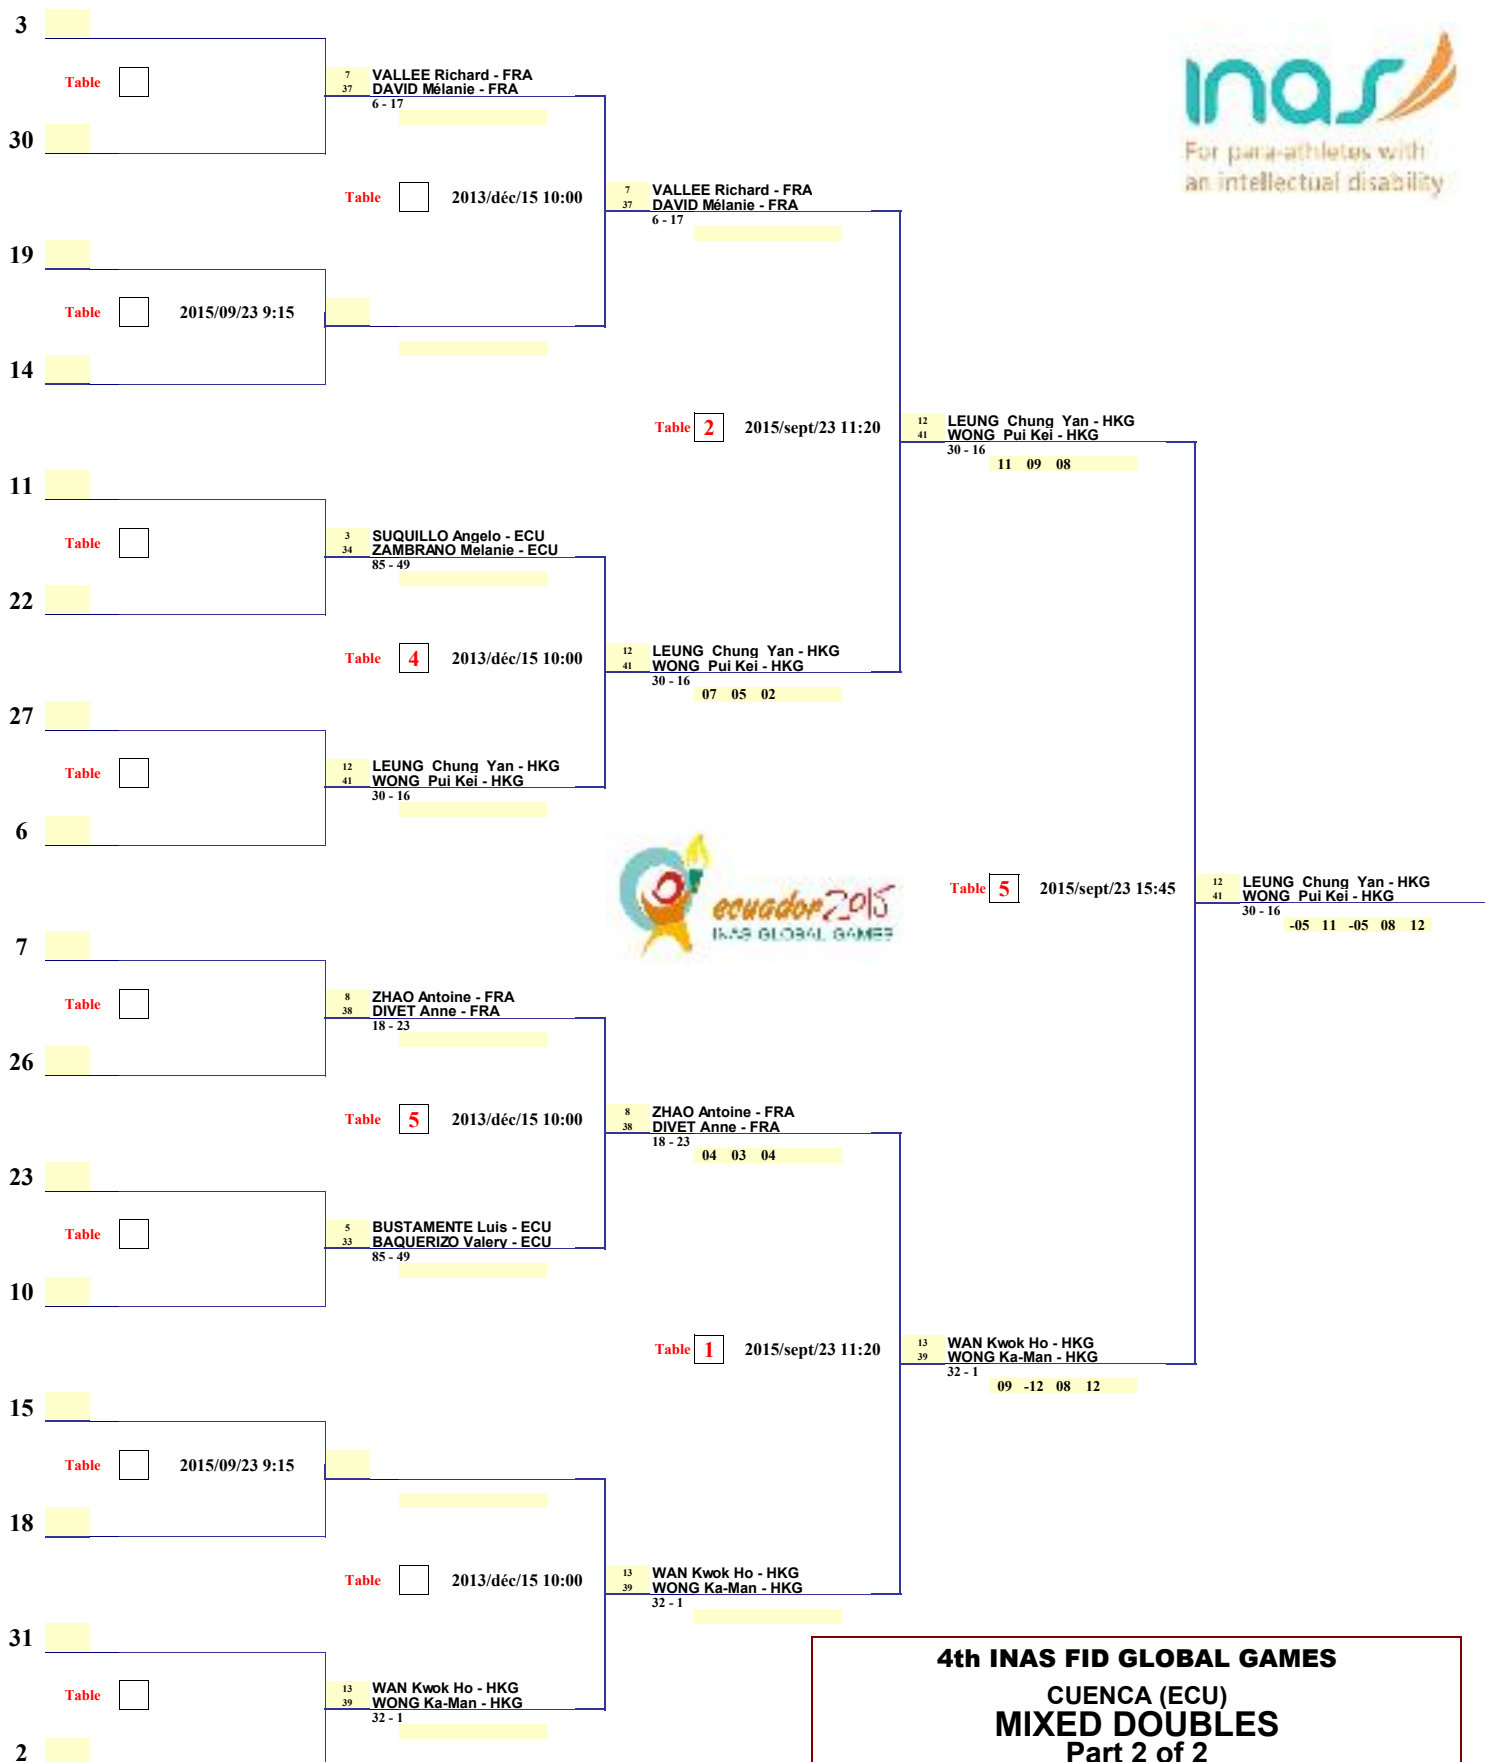 3
Table
7 VALLEE Richard - FRA
37 DAVID Mélanie - FRA
6 - 17
30
Table 2013/déc/15 10:00
7 VALLEE Richard - FRA
37 DAVID Mélanie - FRA
6 - 17
19
Table 2015/09/23 9:15
14
Table 2 2015/sept/23 11:20
12 LEUNG Chung Yan - HKG
41 WONG Pui Kei - HKG
30 - 16
11 09 08
11
Table
3 SUQUILLO Angelo - ECU
34 ZAMBRANO Melanie - ECU
85 - 49
22
Table 4 2013/déc/15 10:00
12 LEUNG Chung Yan - HKG
41 WONG Pui Kei - HKG
30 - 16
07 05 02
27
Table
12 LEUNG Chung Yan - HKG
41 WONG Pui Kei - HKG
30 - 16
6
inas
For para-athletes with
an intellectual disability
ecuador 2015
INAS GLOBAL GAMES
Table 5 2015/sept/23 15:45
12 LEUNG Chung Yan - HKG
41 WONG Pui Kei - HKG
30 - 16
-05 11 -05 08 12
7
Table
8 ZHAO Antoine - FRA
38 DIVET Anne - FRA
18 - 23
26
Table 5 2013/déc/15 10:00
8 ZHAO Antoine - FRA
38 DIVET Anne - FRA
18 - 23
04 03 04
23
Table
5 BUSTAMENTE Luis - ECU
33 BAQUERIZO Valery - ECU
85 - 49
10
Table 1 2015/sept/23 11:20
13 WAN Kwok Ho - HKG
39 WONG Ka-Man - HKG
32 - 1
09 -12 08 12
15
Table 2015/09/23 9:15
18
Table 2013/déc/15 10:00
13 WAN Kwok Ho - HKG
39 WONG Ka-Man - HKG
32 - 1
31
Table
13 WAN Kwok Ho - HKG
39 WONG Ka-Man - HKG
32 - 1
2
4th INAS FID GLOBAL GAMES
CUENCA (ECU)
MIXED DOUBLES
Part 2 of 2